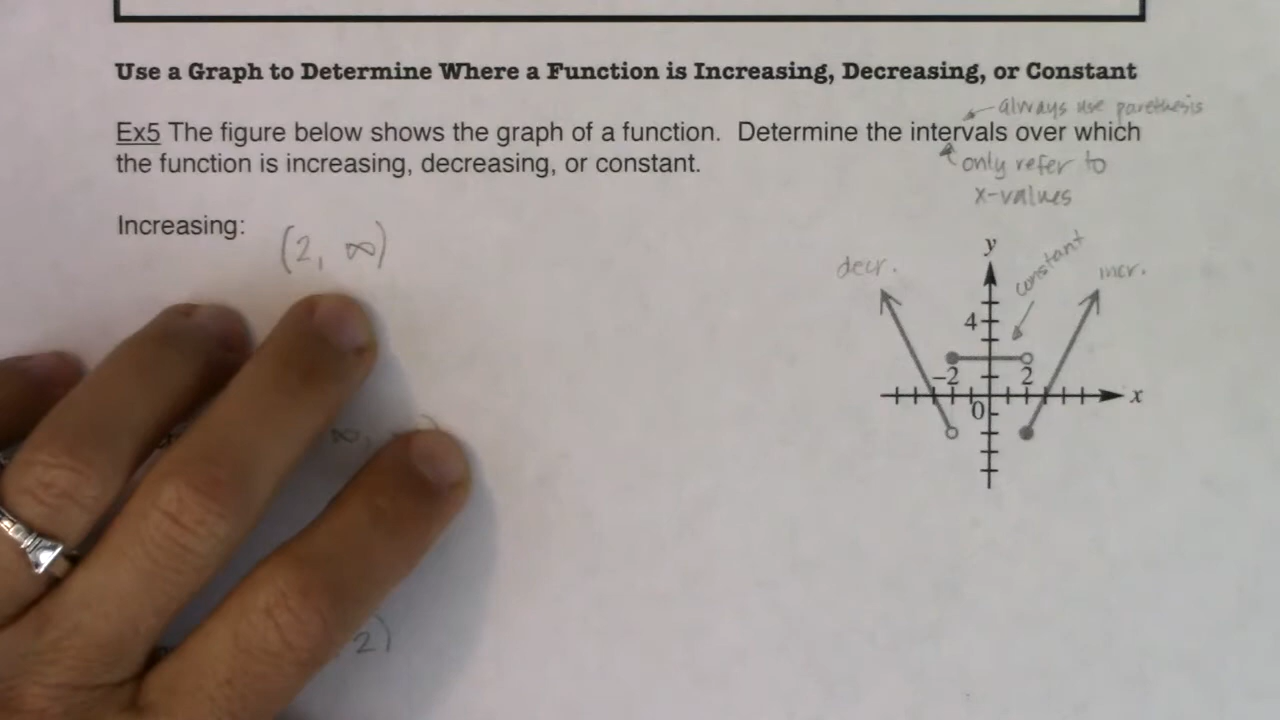 Use a Graph to Determine Where a Function is Increasing, Decreasing, or Constant
always use parethesis
Ex5 The figure below shows the graph of a function. Determine the intervals over which
the function is increasing, decreasing, or constant.
only refer to
x-values
Increasing:
(2, ∞)
y
constant
decr.
incr.
4
-2
2
x
0
∞,
)
2)